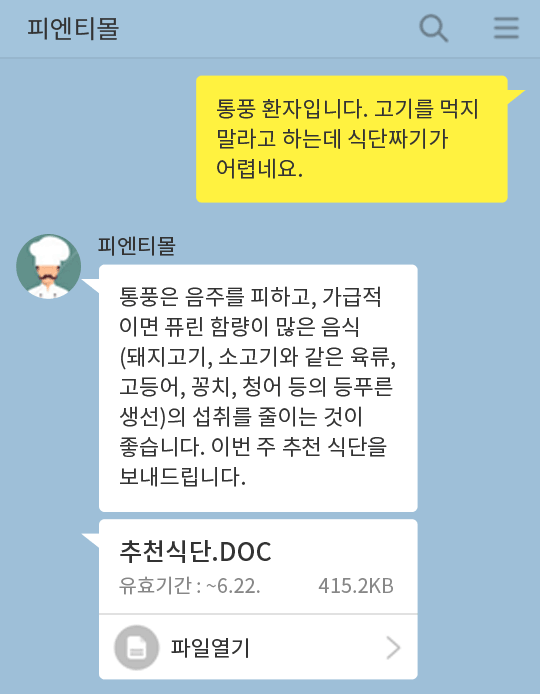 피엔티몰
통풍 환자입니다. 고기를 먹지
말라고 하는데 식단짜기가
어렵네요.
피엔티몰
통풍은 음주를 피하고, 가급적
이면 퓨린 함량이 많은 음식
(돼지고기, 소고기와 같은 육류,
고등어, 꽁치, 청어 등의 등푸른
생선)의 섭취를 줄이는 것이
좋습니다. 이번 주 추천 식단을
보내드립니다.
추천식단.DOC
유효기간 : ~6.22. 415.2KB
파일열기